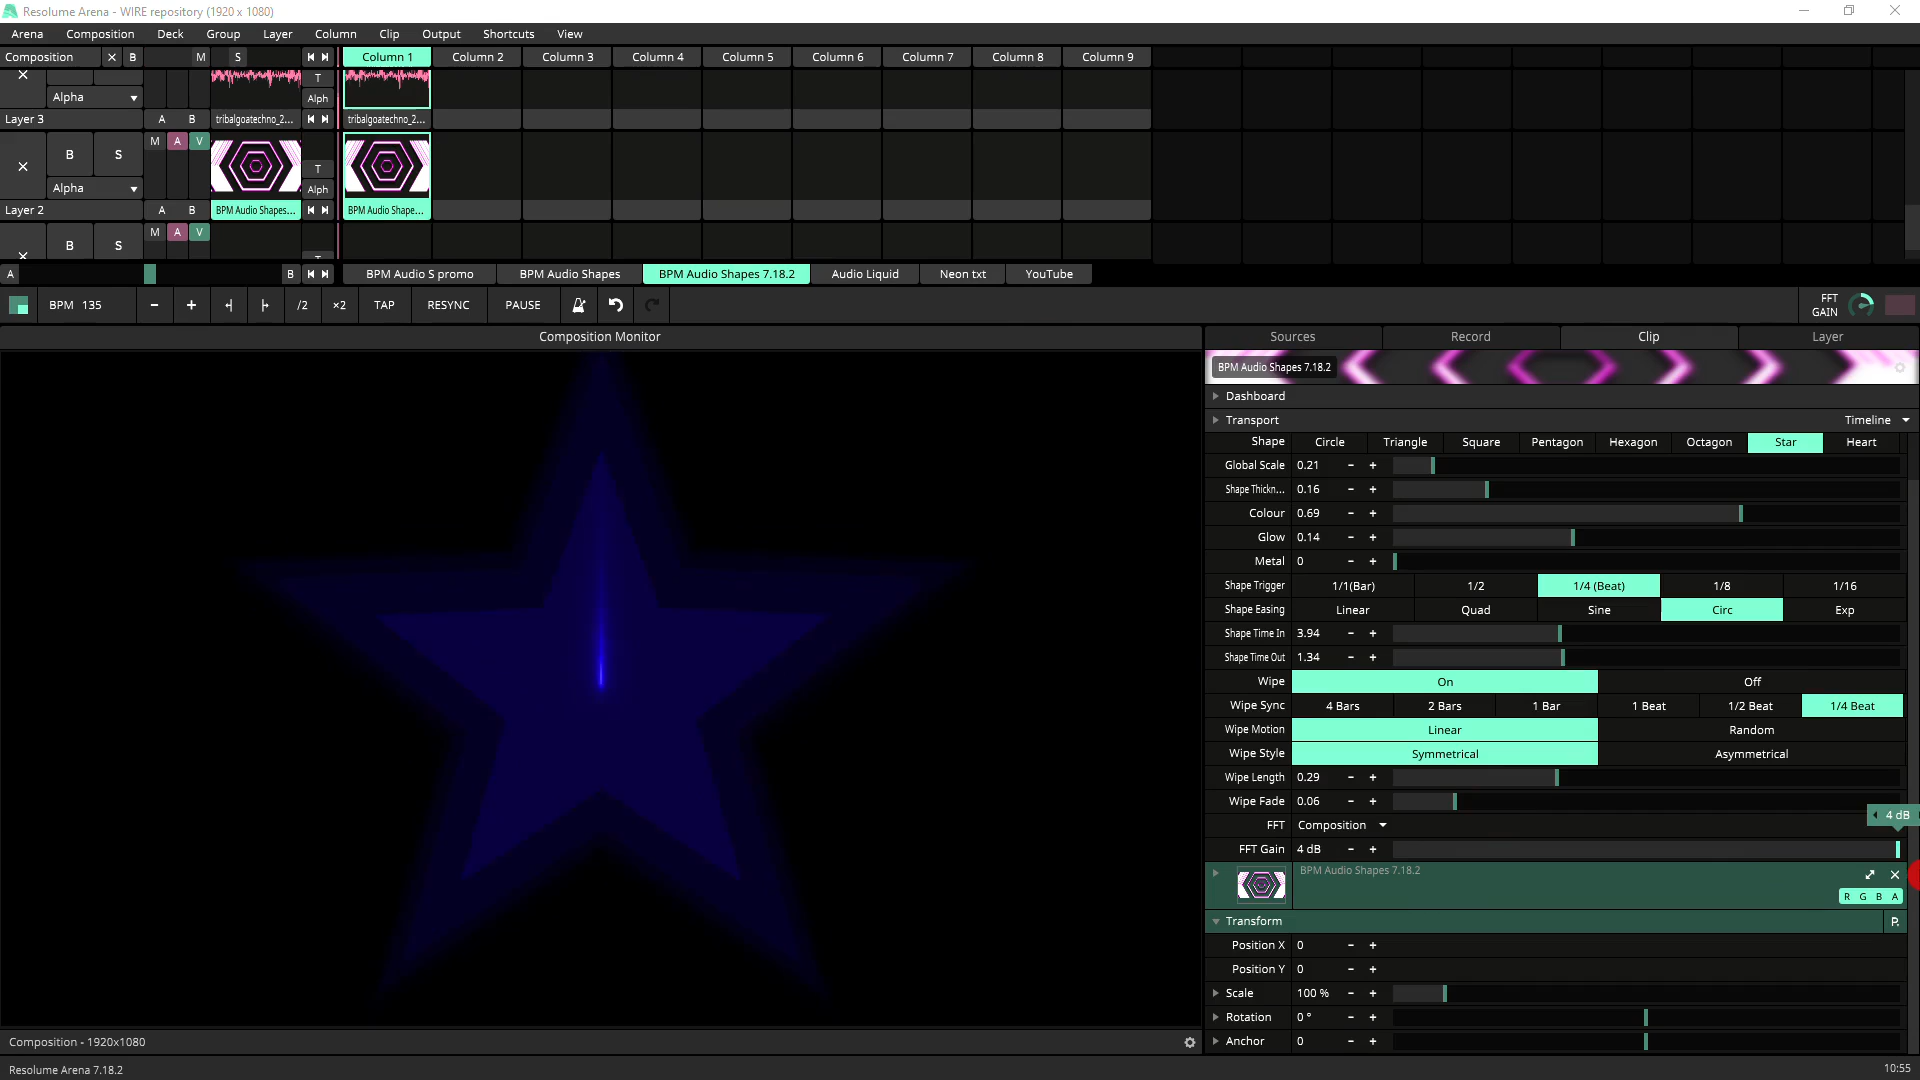 Resolume Arena - WIRE repository (1920 x 1080)
Arena Composition Deck Group Layer Column Clip Output Shortcuts View
Composition X B M S Column 1 Column 2 Column 3 Column 4 Column 5 Column 6 Column 7 Column 8 Column 9
T
Alpha Alph
Layer 3 A B tribalgoatechno_2... tribalgoatechno_2...
M A V
B S
T
Alpha Alph
Layer 2 A B BPM Audio Shapes... BPM Audio Shape...
M A V
B S
A B BPM Audio S promo BPM Audio Shapes BPM Audio Shapes 7.18.2 Audio Liquid Neon txt YouTube
BPM 135 - + /2 ×2 TAP RESYNC PAUSE FFT GAIN
Composition Monitor Sources Record Clip Layer
BPM Audio Shapes 7.18.2
Dashboard
Transport Timeline
Shape Circle Triangle Square Pentagon Hexagon Octagon Star Heart
Global Scale 0.21 - +
Shape Thickn... 0.16 - +
Colour 0.69 - +
Glow 0.14 - +
Metal 0 - +
Shape Trigger 1/1(Bar) 1/2 1/4 (Beat) 1/8 1/16
Shape Easing Linear Quad Sine Circ Exp
Shape Time In 3.94 - +
Shape Time Out 1.34 - +
Wipe On Off
Wipe Sync 4 Bars 2 Bars 1 Bar 1 Beat 1/2 Beat 1/4 Beat
Wipe Motion Linear Random
Wipe Style Symmetrical Asymmetrical
Wipe Length 0.29 - +
Wipe Fade 0.06 - +
4 dB
FFT Composition
FFT Gain 4 dB - +
BPM Audio Shapes 7.18.2
R G B A
Transform P.
Position X 0 - +
Position Y 0 - +
Scale 100 % - +
Rotation 0 ° - +
Anchor 0 - +
Composition - 1920x1080
Resolume Arena 7.18.2 10:55